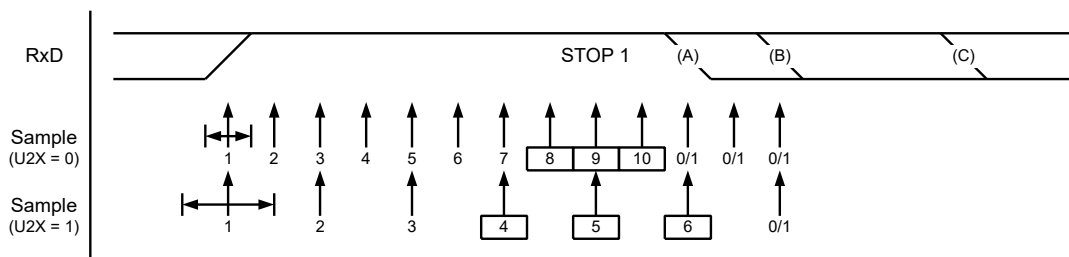 RxD STOP 1 (A) (B) (C)
Sample
(U2X = 0)
1 2 3 4 5 6 7 8 9 10 0/1 0/1 0/1
Sample
(U2X = 1)
1 2 3 4 5 6 0/1